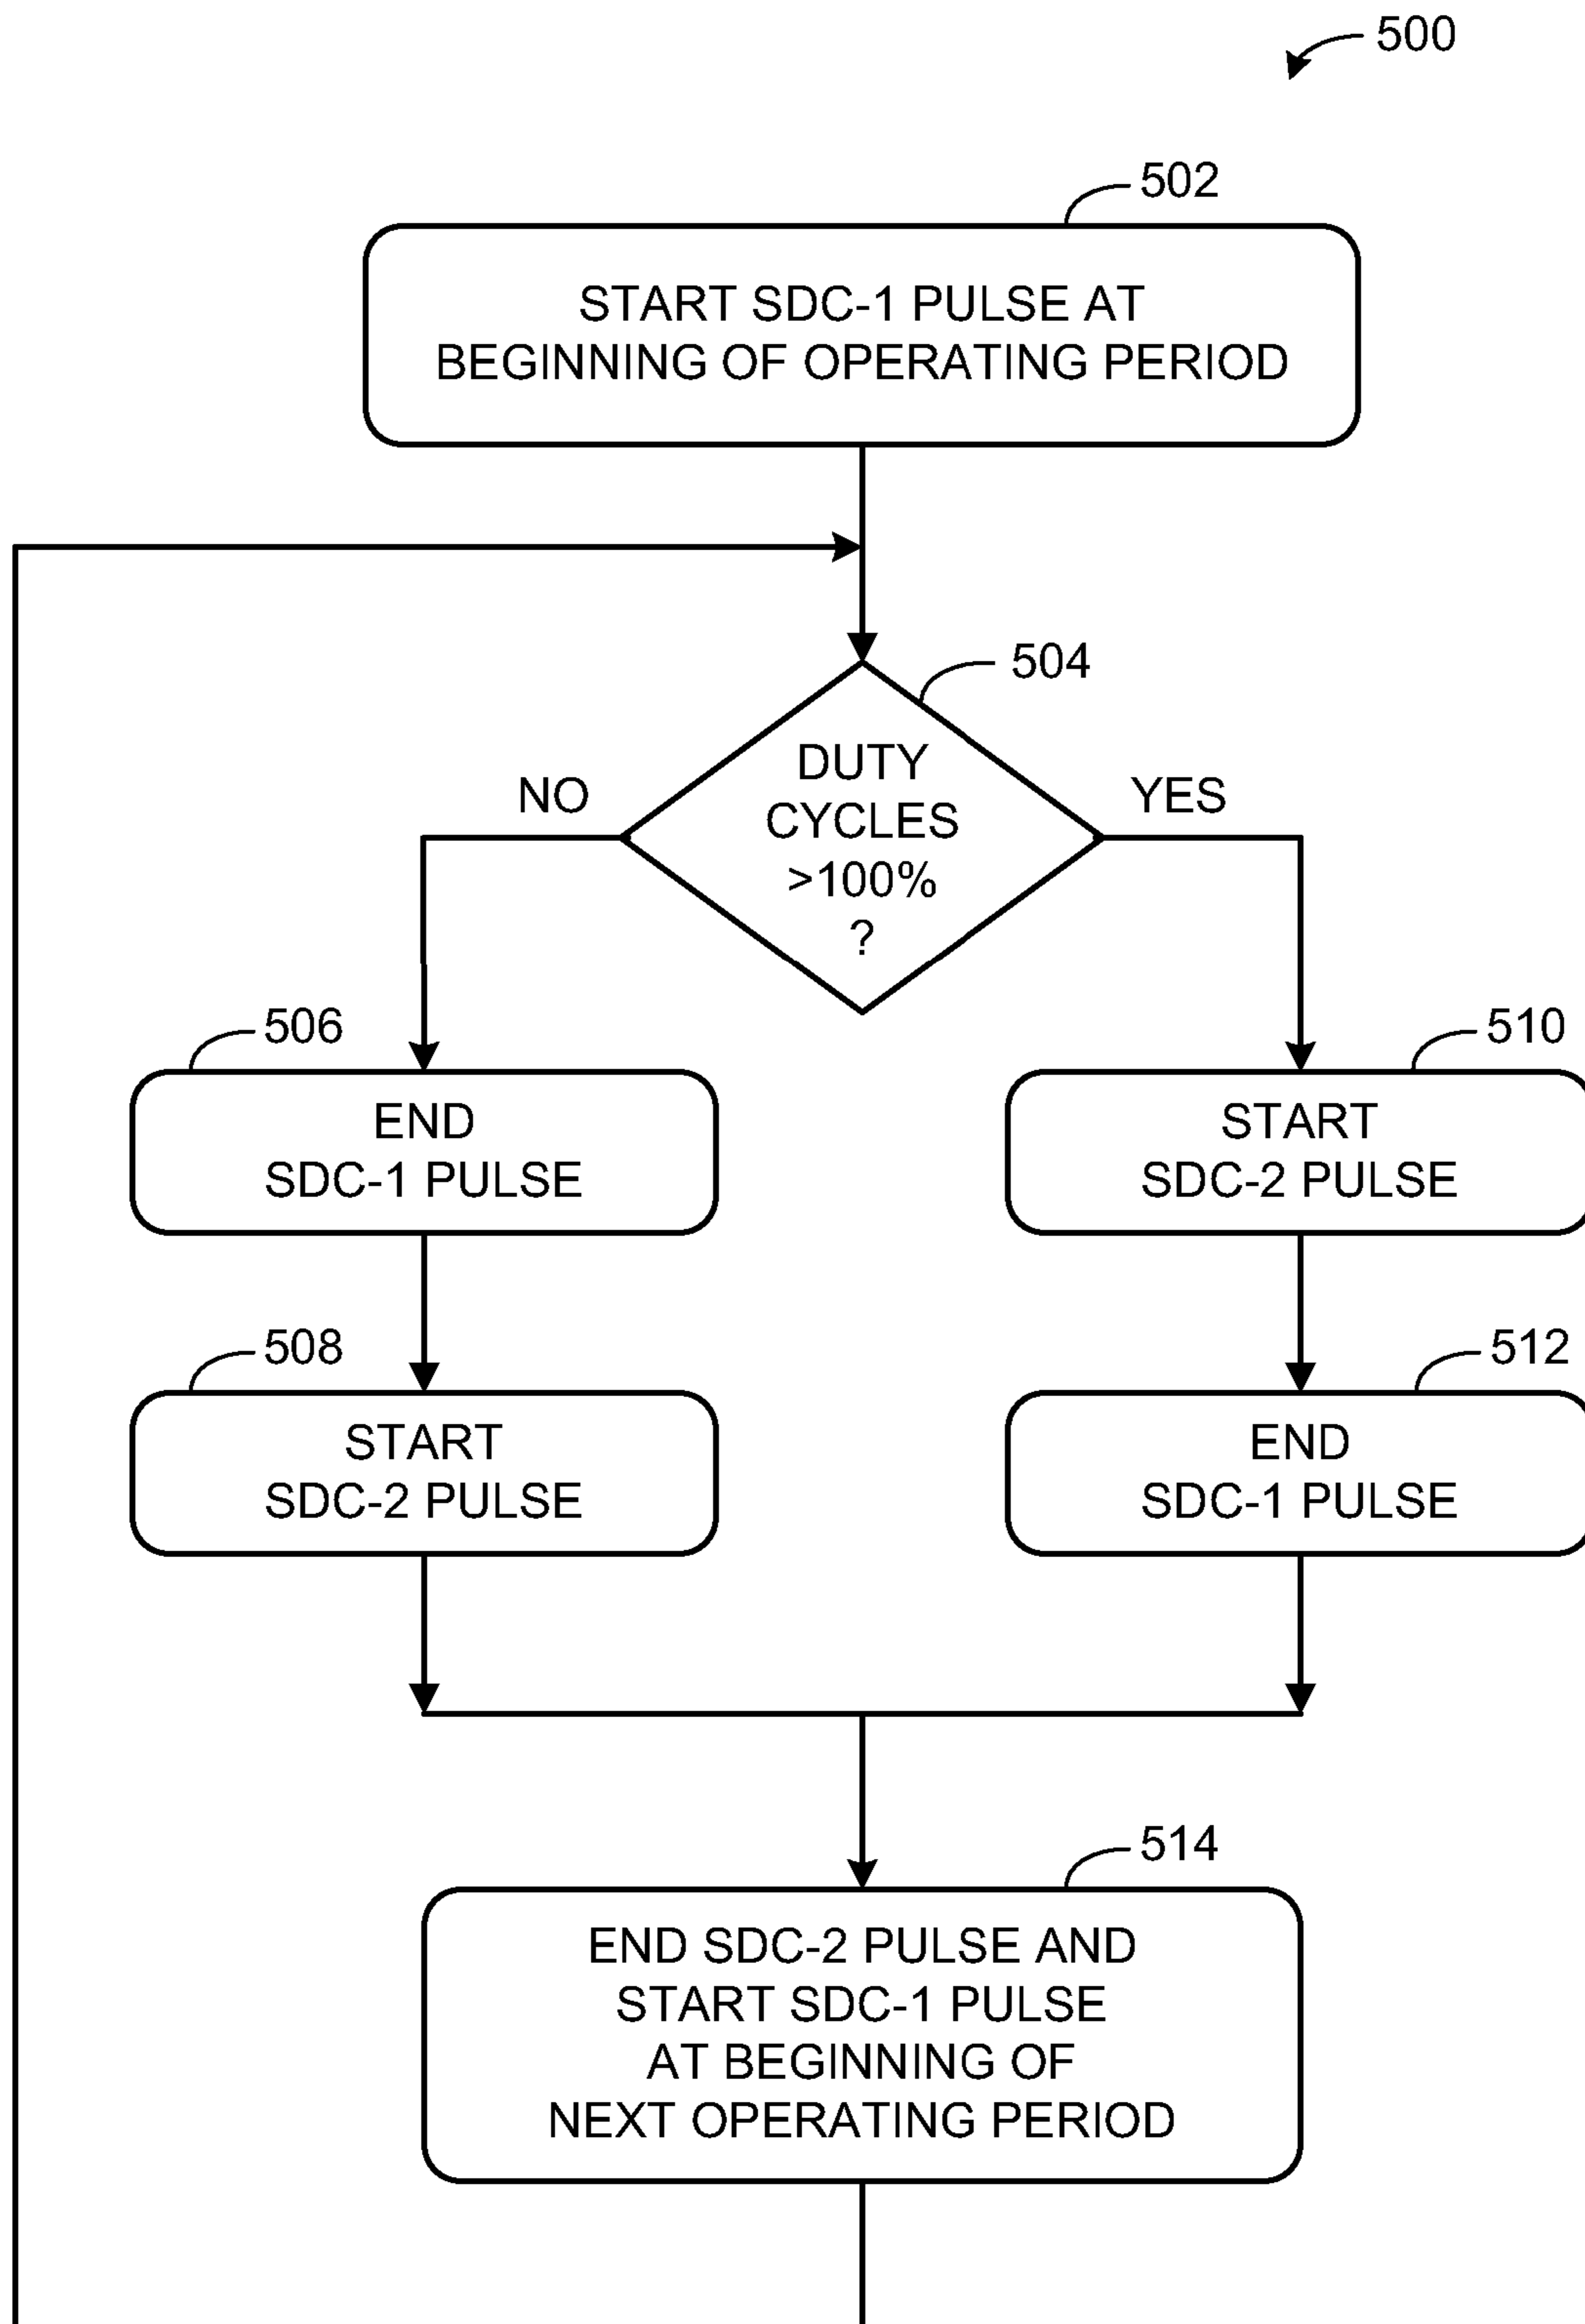 500
502
START SDC-1 PULSE AT
BEGINNING OF OPERATING PERIOD
504
DUTY
CYCLES
>100%
?
NO
YES
506
END
SDC-1 PULSE
510
START
SDC-2 PULSE
508
START
SDC-2 PULSE
512
END
SDC-1 PULSE
514
END SDC-2 PULSE AND
START SDC-1 PULSE
AT BEGINNING OF
NEXT OPERATING PERIOD